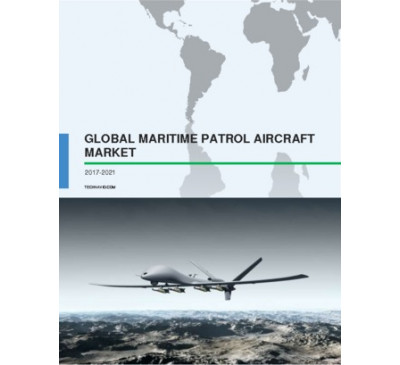 GLOBAL MARITIME PATROL AIRCRAFT
MARKET
2017-2021